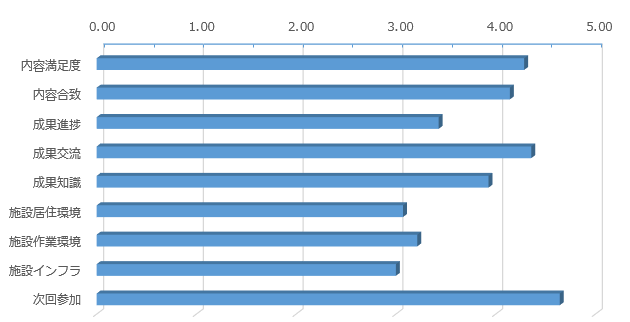 0.00 1.00 2.00 3.00 4.00 5.00
内容満足度
内容合致
成果進捗
成果交流
成果知識
施設居住環境
施設作業環境
施設インフラ
次回参加